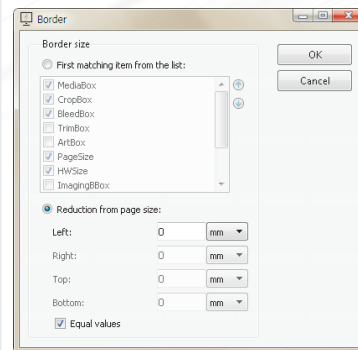 Border
Border size
First matching item from the list:
MediaBox
CropBox
BleedBox
TrimBox
ArtBox
PageSize
HWSize
ImagingBBox
Reduction from page size:
Left: 0 mm
Right: 0 mm
Top: 0 mm
Bottom: 0 mm
Equal values
OK
Cancel